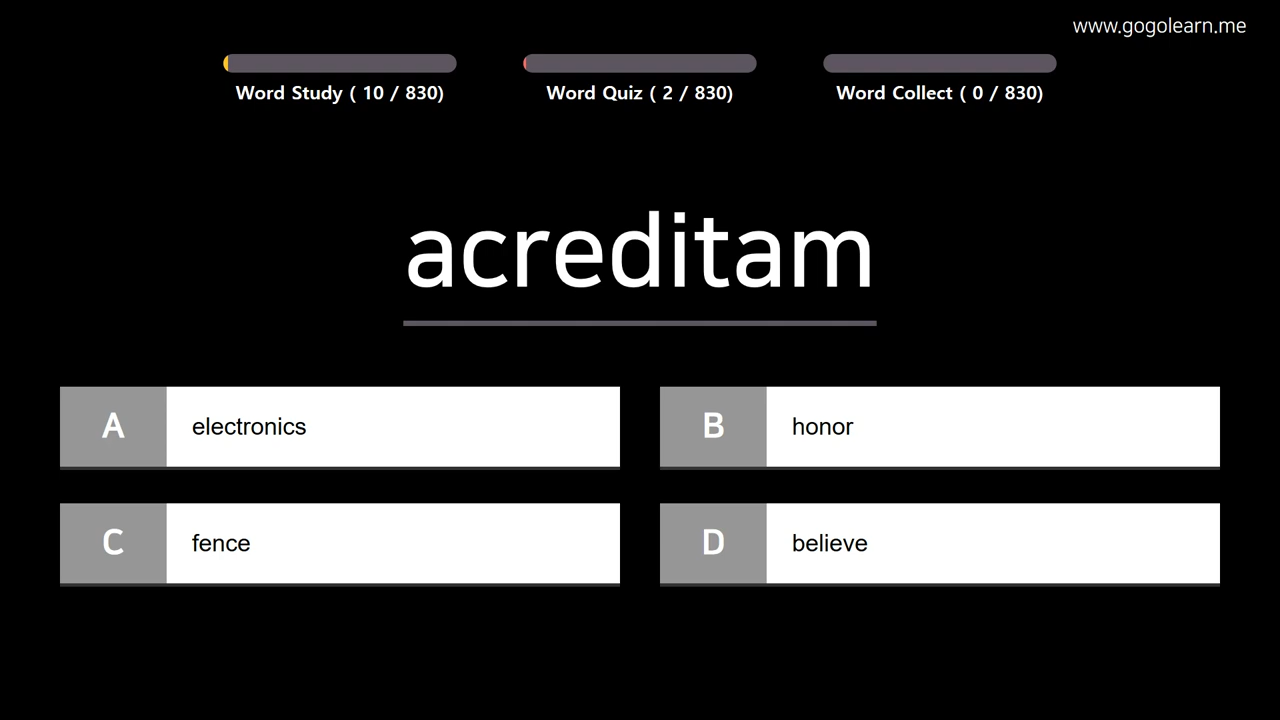 www.gogolearn.me
Word Study ( 10 / 830)
Word Quiz ( 2 / 830)
Word Collect ( 0 / 830)
acreditam
A electronics
B honor
C fence
D believe